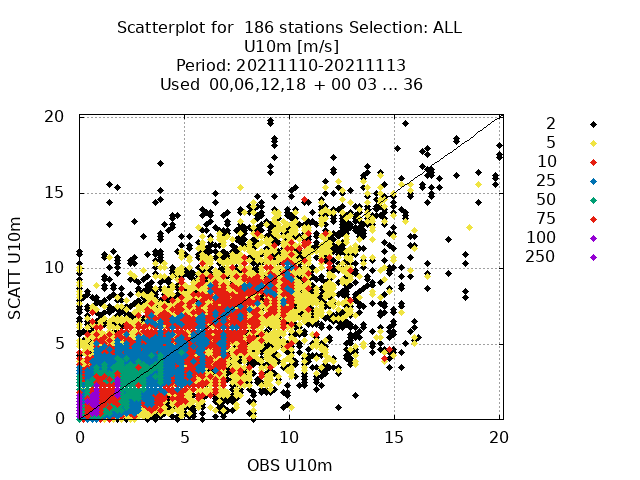 Scatterplot for  186 stations Selection: ALL
U10m [m/s]
Period: 20211110-20211113
Used  00,06,12,18  + 00 03 ... 36
20
15
10
5
0
0 5 10 15 20
SCATT U10m
OBS U10m
2
5
10
25
50
75
100
250